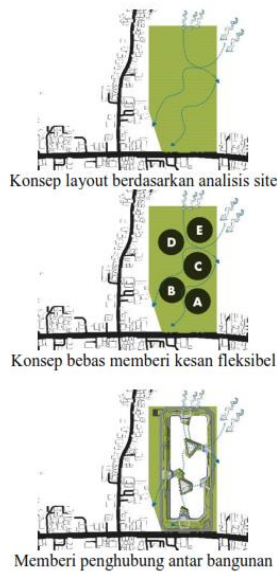 Konsep layout berdasarkan analisis site
E
D
C
B
A
Konsep bebas memberi kesan fleksibel
Memberi penghubung antar bangunan